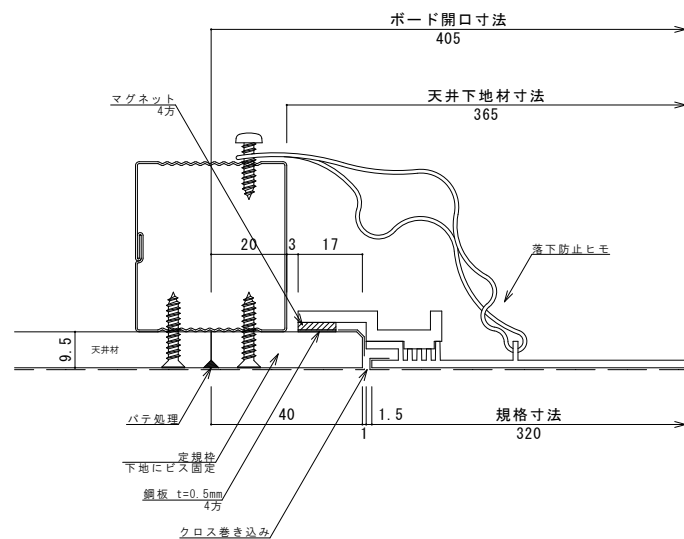 ボード開口寸法
405
マグネット
4方
天井下地材寸法
365
20
3
17
落下防止ヒモ
9.5
天井材
パテ処理
40
1
1.5
規格寸法
320
定規枠
下地にビス固定
鋼板 t=0.5mm
4方
クロス巻き込み